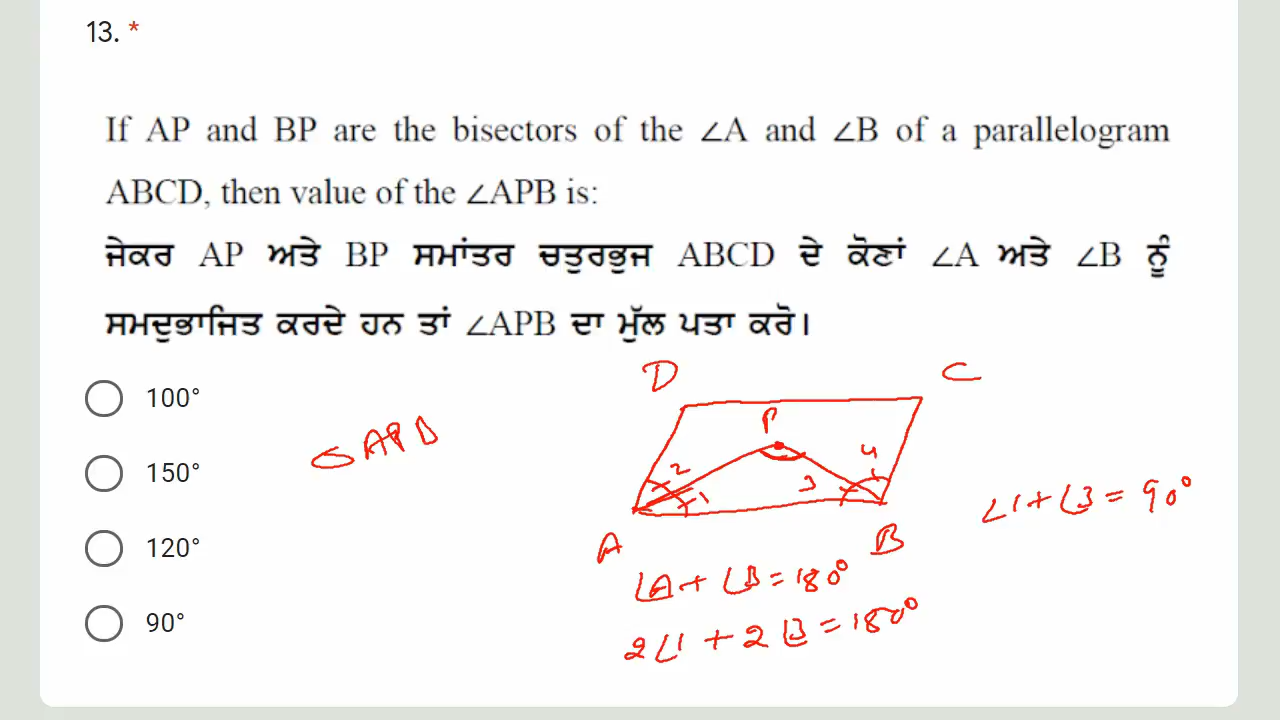 13. *
If AP and BP are the bisectors of the ∠A and ∠B of a parallelogram
ABCD, then value of the ∠APB is:
ਜੇਕਰ AP ਅਤੇ BP ਸਮਾਂਤਰ ਚਤੁਰਭੁਜ ABCD ਦੇ ਕੋਣਾਂ ∠A ਅਤੇ ∠B ਨੂੰ
ਸਮਦੁਭਾਜਿਤ ਕਰਦੇ ਹਨ ਤਾਂ ∠APB ਦਾ ਮੁੱਲ ਪਤਾ ਕਰੋ।
100°
150°
120°
90°
D
C
P
2
1
3
4
A
B
APB
∠1 + ∠3 = 90°
∠A + ∠B = 180°
2∠1 + 2∠3 = 180°